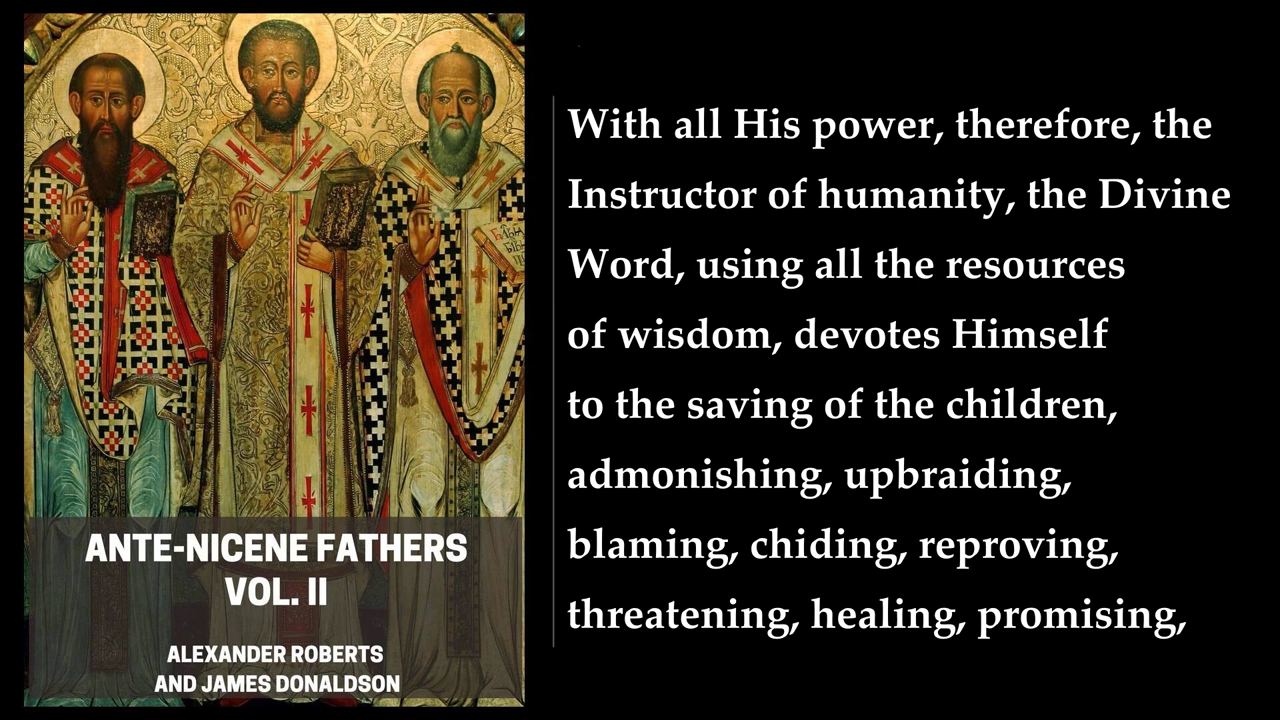 ANTE-NICENE FATHERS
VOL. II
ALEXANDER ROBERTS
AND JAMES DONALDSON
With all His power, therefore, the
Instructor of humanity, the Divine
Word, using all the resources
of wisdom, devotes Himself
to the saving of the children,
admonishing, upbraiding,
blaming, chiding, reproving,
threatening, healing, promising,